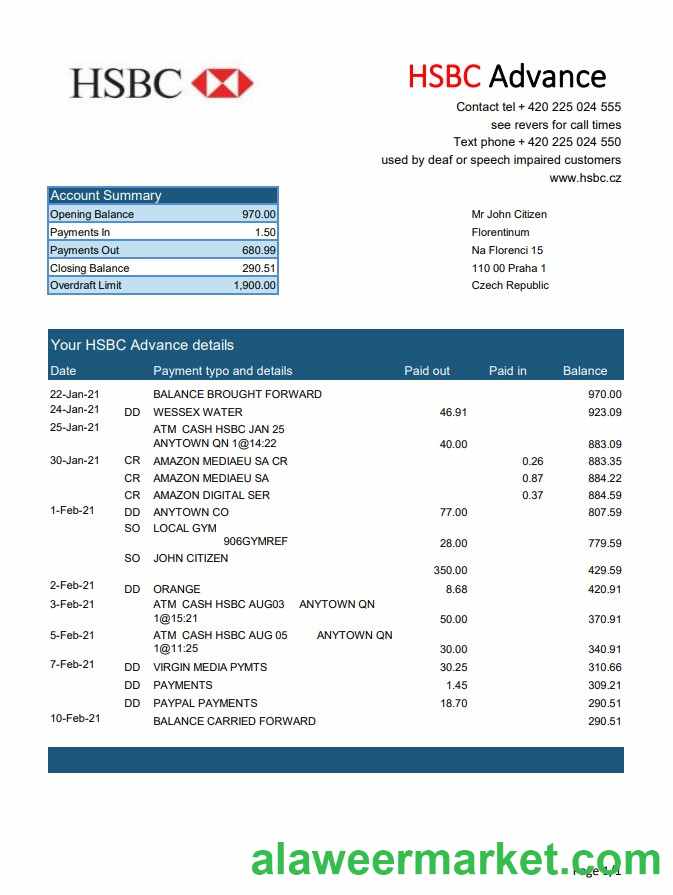 HSBC
HSBC Advance
Contact tel + 420 225 024 555
see revers for call times
Text phone + 420 225 024 550
used by deaf or speech impaired customers
www.hsbc.cz
Account Summary
Opening Balance 970.00
Payments In 1.50
Payments Out 680.99
Closing Balance 290.51
Overdraft Limit 1,900.00
Mr John Citizen
Florentinum
Na Florenci 15
110 00 Praha 1
Czech Republic
Your HSBC Advance details
Date Payment typo and details Paid out Paid in Balance
22-Jan-21 BALANCE BROUGHT FORWARD 970.00
24-Jan-21 DD WESSEX WATER 46.91 923.09
25-Jan-21 ATM CASH HSBC JAN 25
ANYTOWN QN 1@14:22 40.00 883.09
30-Jan-21 CR AMAZON MEDIAEU SA CR 0.26 883.35
CR AMAZON MEDIAEU SA 0.87 884.22
CR AMAZON DIGITAL SER 0.37 884.59
1-Feb-21 DD ANYTOWN CO 77.00 807.59
SO LOCAL GYM
906GYMREF 28.00 779.59
SO JOHN CITIZEN
350.00 429.59
2-Feb-21 DD ORANGE 8.68 420.91
3-Feb-21 ATM CASH HSBC AUG03 ANYTOWN QN
1@15:21 50.00 370.91
5-Feb-21 ATM CASH HSBC AUG 05 ANYTOWN QN
1@11:25 30.00 340.91
7-Feb-21 DD VIRGIN MEDIA PYMTS 30.25 310.66
DD PAYMENTS 1.45 309.21
DD PAYPAL PAYMENTS 18.70 290.51
10-Feb-21 BALANCE CARRIED FORWARD 290.51
alaweermarket.com
Page 1/1